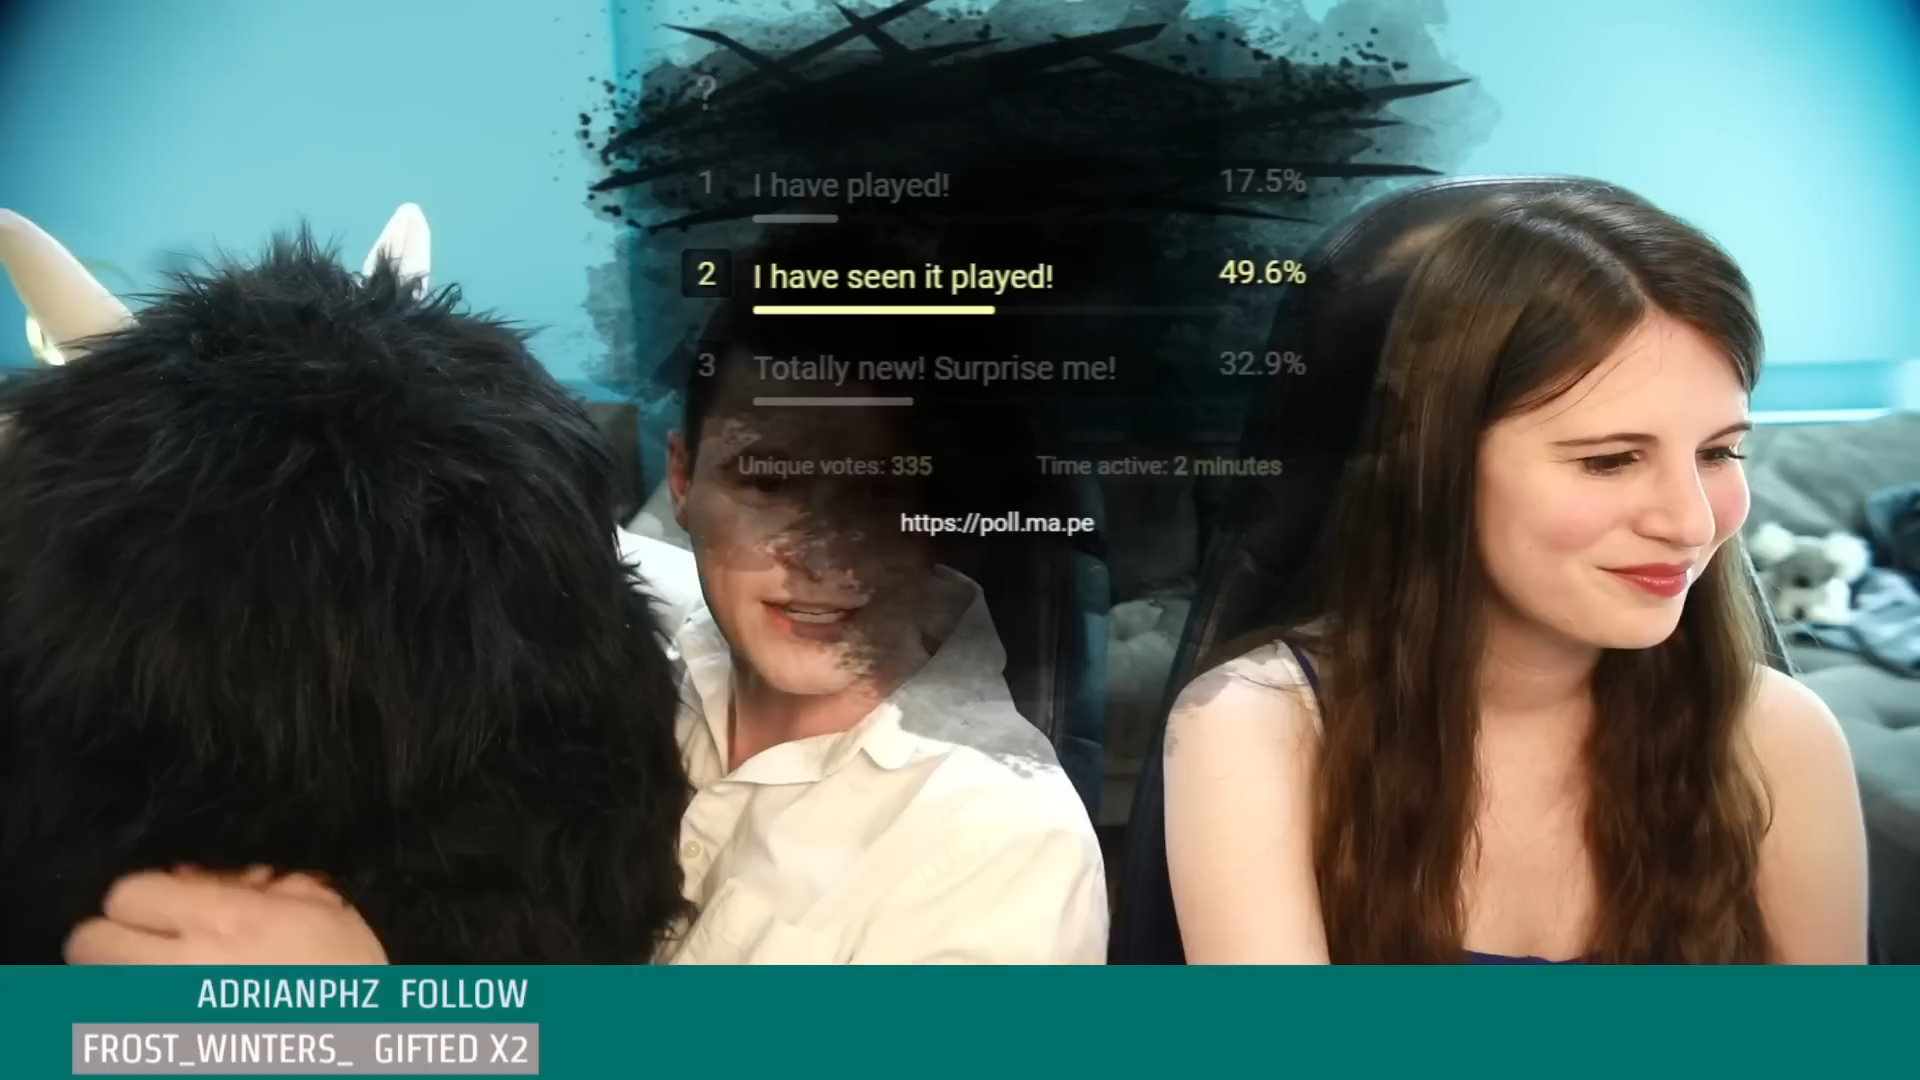 ?
1 I have played! 17.5%
2 I have seen it played! 49.6%
3 Totally new! Surprise me! 32.9%
Unique votes: 335 Time active: 2 minutes
https://poll.ma.pe
ADRIANPHZ FOLLOW
FROST_WINTERS_ GIFTED X2